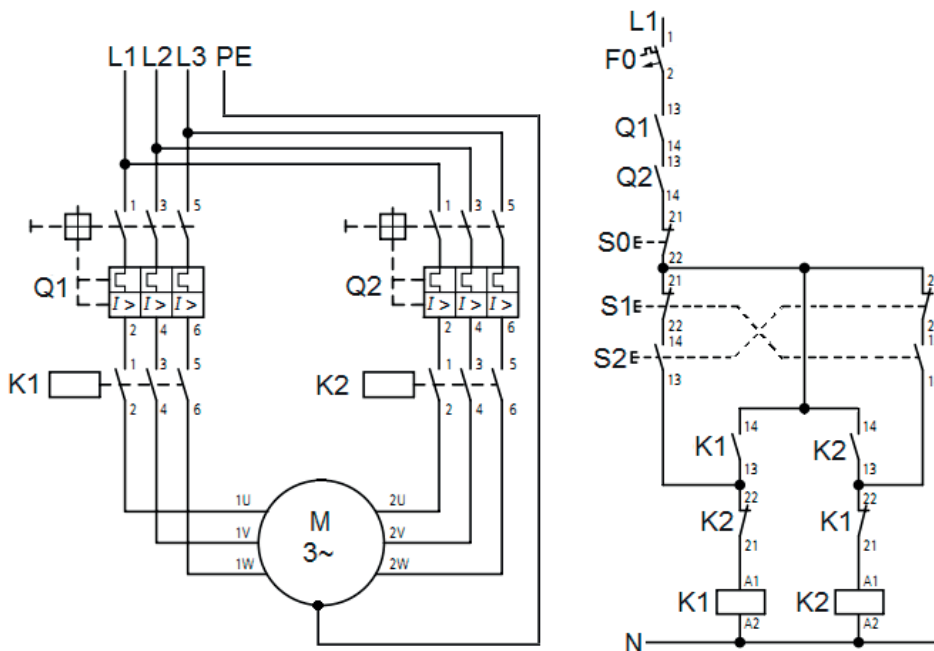 L1 L2 L3 PE
1 3 5
1 3 5
Q1
I > I > I >
2 4 6
Q2
I > I > I >
2 4 6
K1
1 3 5
2 4 6
K2
1 3 5
2 4 6
1U
1V
1W
M
3~
2U
2V
2W
L1
1
F0
2
13
Q1
14
13
Q2
14
21
S0
22
21
S1
22
14
S2
13
2
1
1
14
K1
13
14
K2
13
22
K2
21
22
K1
21
A1
K1
A2
A1
K2
A2
N